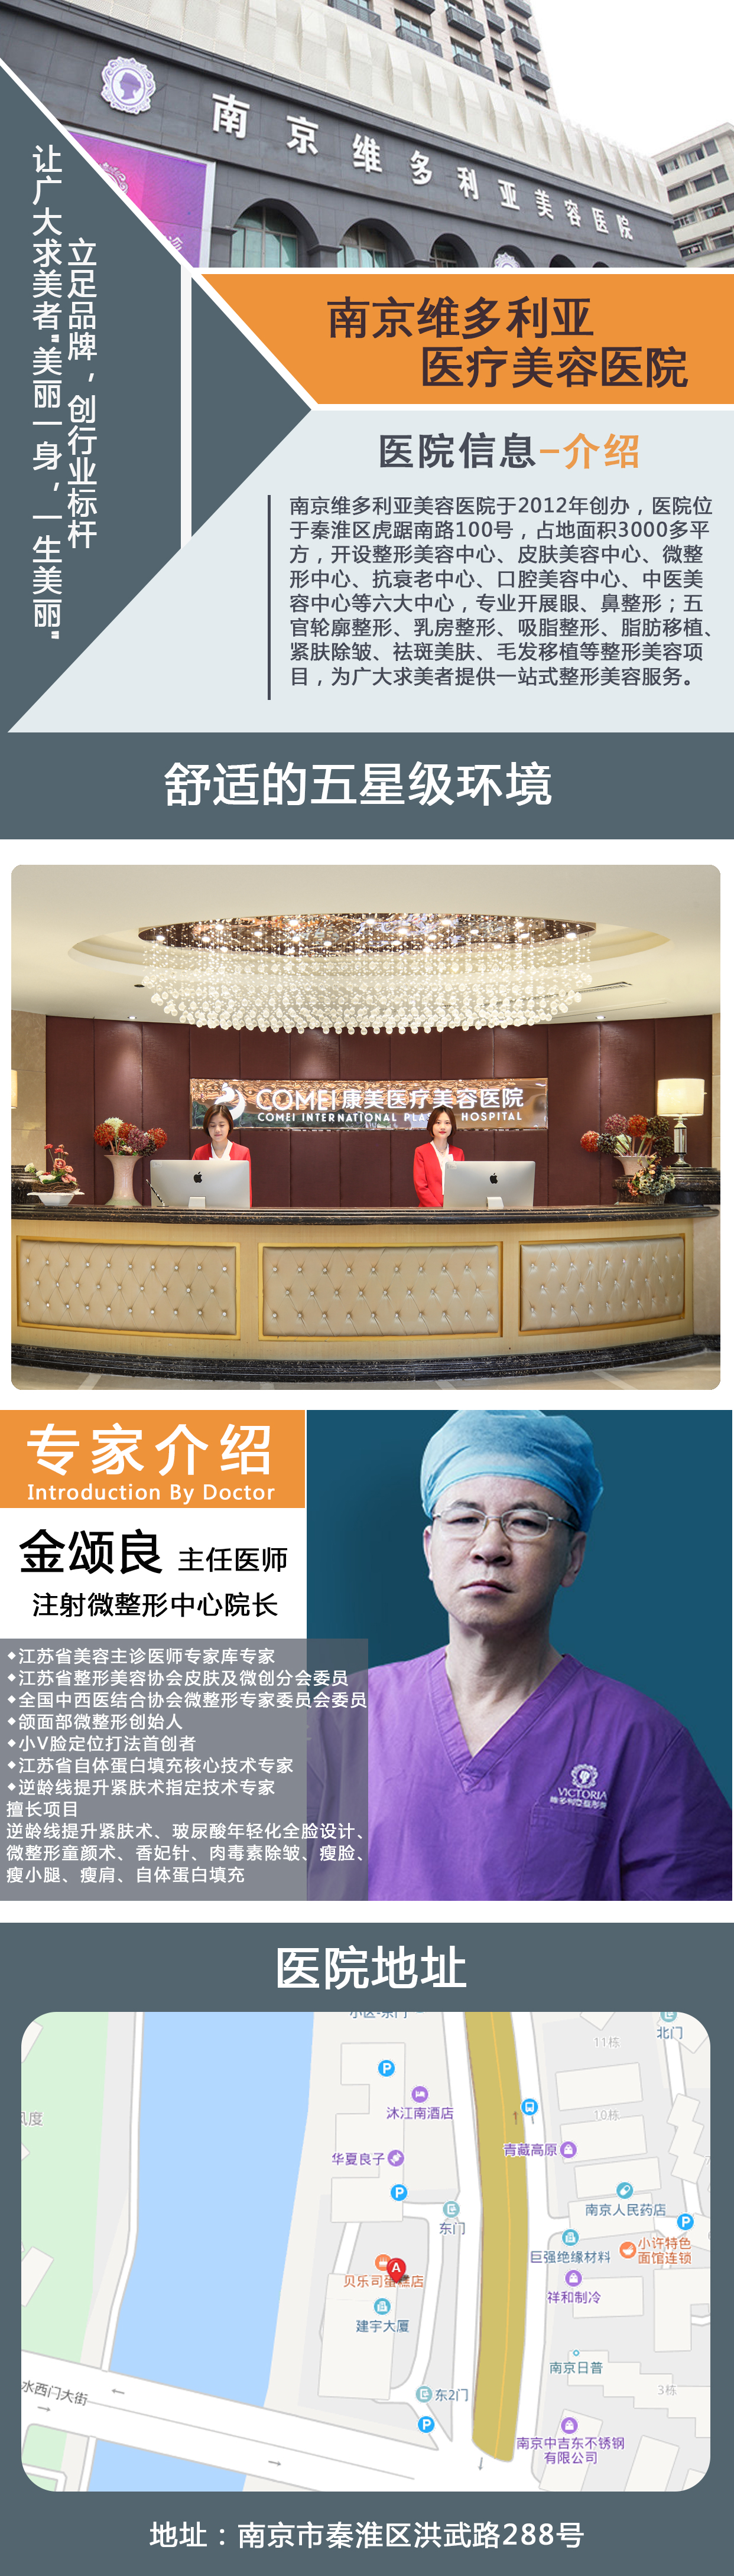 南京维多利亚美容医院
让广大求美者"美丽一身，一生美丽"
立足品牌，创行业标杆
南京维多利亚
医疗美容医院
医院信息-介绍
南京维多利亚美容医院于2012年创办，医院位
于秦淮区虎踞南路100号，占地面积3000多平
方，开设整形美容中心、皮肤美容中心、微整
形中心、抗衰老中心、口腔美容中心、中医美
容中心等六大中心，专业开展眼、鼻整形；五
官轮廓整形、乳房整形、吸脂整形、脂肪移植、
紧肤除皱、祛斑美肤、毛发移植等整形美容项
目，为广大求美者提供一站式整形美容服务。
舒适的五星级环境
COMEI康美医疗美容医院
COMEI INTERNATIONAL PLAS HOSPITAL
专家介绍
Introduction By Doctor
金颂良 主任医师
注射微整形中心院长
◆江苏省美容主诊医师专家库专家
◆江苏省整形美容协会皮肤及微创分会委员
◆全国中西医结合协会微整形专家委员会委员
◆颌面部微整形创始人
◆小V脸定位打法首创者
◆江苏省自体蛋白填充核心技术专家
◆逆龄线提升紧肤术指定技术专家
擅长项目
逆龄线提升紧肤术、玻尿酸年轻化全脸设计、
微整形童颜术、香妃针、肉毒素除皱、瘦脸、
瘦小腿、瘦肩、自体蛋白填充
VICTORIA
医院地址
小区-东门
北门
11栋
P
沐江南酒店
10栋
风度
青藏高原
华夏良子
P
南京人民药店
东门
P
小许特色
面馆连锁
巨强绝缘材料
A
贝乐司蛋糕店
祥和制冷
建宇大厦
南京日普
3栋
水西门大街
东2门
P
南京中吉东不锈钢
有限公司
地址：南京市秦淮区洪武路288号